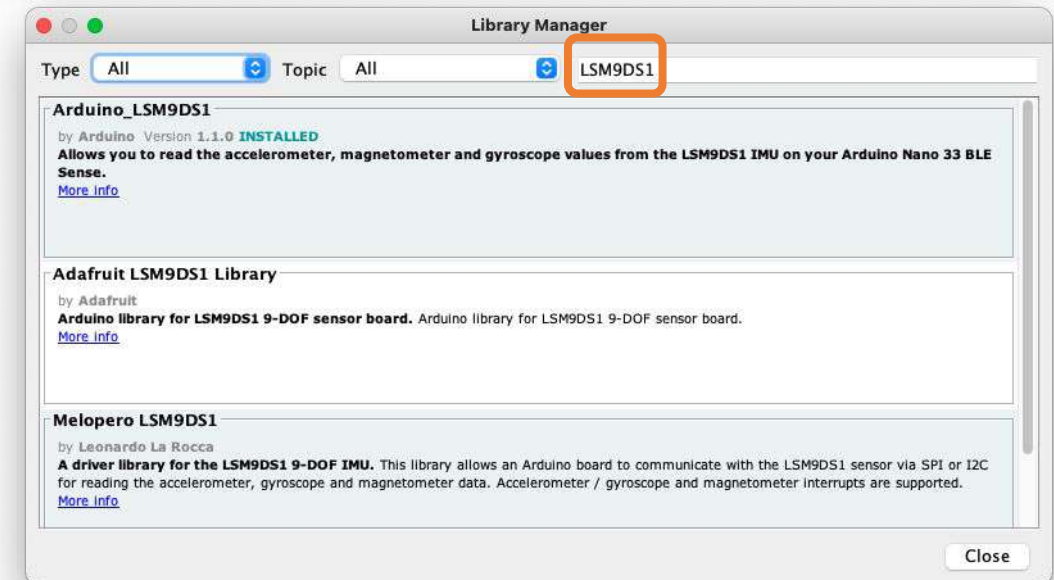 Library Manager
Type All Topic All LSM9DS1
Arduino_LSM9DS1
by Arduino Version 1.1.0 INSTALLED
Allows you to read the accelerometer, magnetometer and gyroscope values from the LSM9DS1 IMU on your Arduino Nano 33 BLE
Sense.
More info
Adafruit LSM9DS1 Library
by Adafruit
Arduino library for LSM9DS1 9-DOF sensor board. Arduino library for LSM9DS1 9-DOF sensor board.
More info
Melopero LSM9DS1
by Leonardo La Rocca
A driver library for the LSM9DS1 9-DOF IMU. This library allows an Arduino board to communicate with the LSM9DS1 sensor via SPI or I2C
for reading the accelerometer, gyroscope and magnetometer data. Accelerometer / gyroscope and magnetometer interrupts are supported.
More info
Close